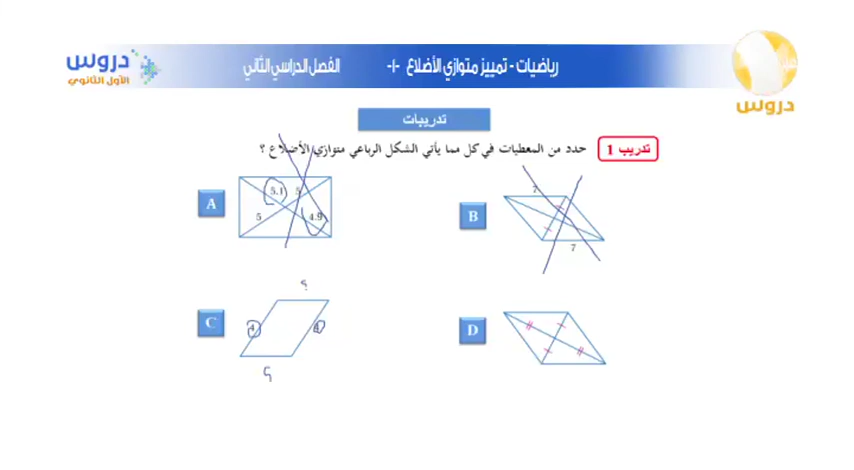 دروس
الأول الثانوي
رياضيات - تمييز متوازي الأضلاع -١-
الفصل الدراسي الثاني
دروس
تدريبات
تدريب 1
حدد من المعطيات في كل مما يأتي الشكل الرباعي متوازي الأضلاع ؟
A
5.1
5
5
4.9
B
7
7
C
؟
4
4
؟
D